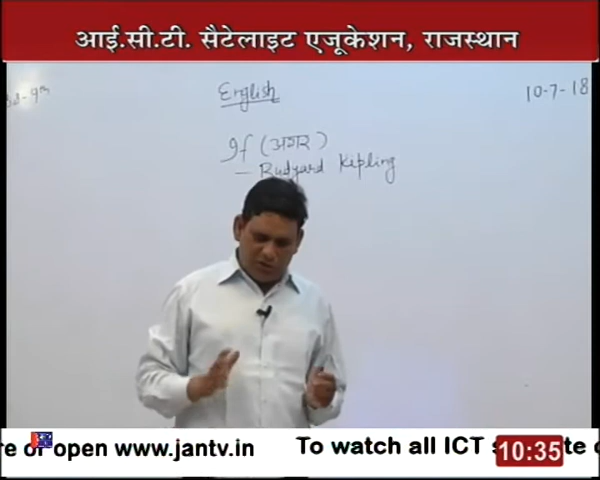 आई.सी.टी. सैटेलाइट एजूकेशन, राजस्थान
9th
English
10-7-18
If (अगर)
– Rudyard Kipling
open www.jantv.in To watch all ICT
10:35